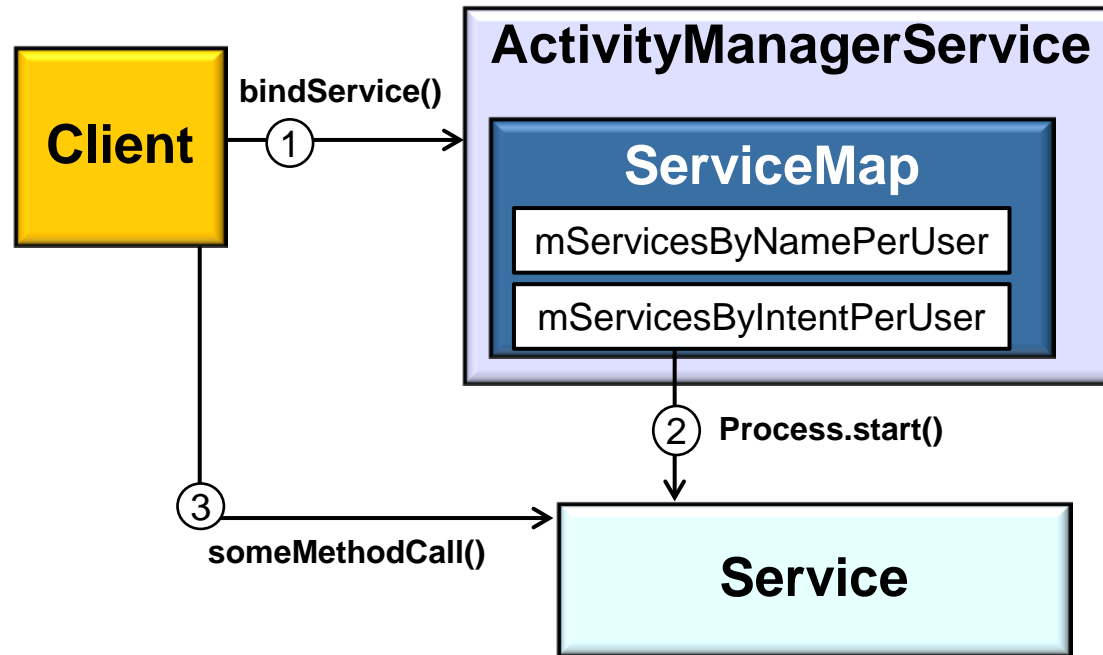 ActivityManagerService
bindService()
Client
1
ServiceMap
mServicesByNamePerUser
mServicesByIntentPerUser
2
Process.start()
3
someMethodCall()
Service